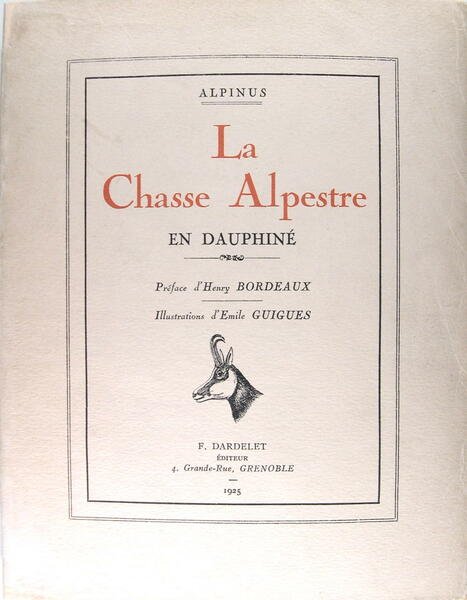 ALPINUS
La
Chasse Alpestre
EN DAUPHINÉ
Préface d'Henry BORDEAUX
Illustrations d'Emile GUIGUES
F. DARDELET
ÉDITEUR
4. Grande-Rue, GRENOBLE
1925